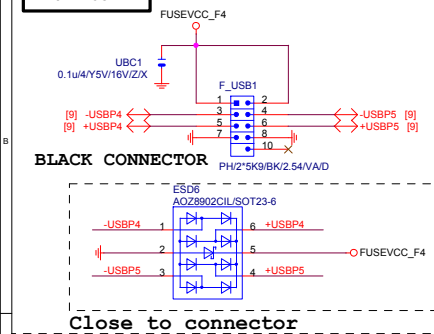 FUSEVCC_F4
UBC1
0.1u/4/Y5V/16V/Z/X
F_USB1
1 2
[9] -USBP4 3 4 -USBP5 [9]
[9] +USBP4 5 6 +USBP5 [9]
7 8
10
B
BLACK CONNECTOR
PH/2*5K9/BK/2.54/VA/D
ESD6
AOZ8902CIL/SOT23-6
-USBP4 1 6 +USBP4
2 5 FUSEVCC_F4
-USBP5 3 4 +USBP5
Close to connector